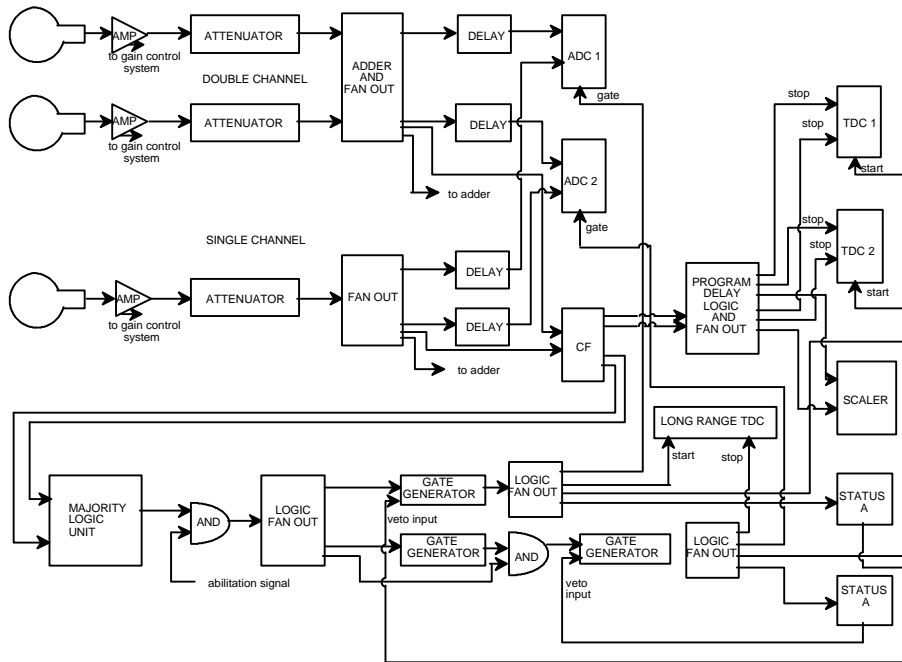 AMP
to gain control
system
ATTENUATOR
DOUBLE CHANNEL
ADDER
AND
FAN OUT
DELAY
ADC 1
gate
AMP
to gain control
system
ATTENUATOR
DELAY
ADC 2
gate
to adder
stop
stop
TDC 1
start
stop
stop
TDC 2
start
SINGLE CHANNEL
AMP
to gain control
system
ATTENUATOR
FAN OUT
DELAY
DELAY
to adder
CF
PROGRAM
DELAY
LOGIC
AND
FAN OUT
SCALER
LONG RANGE TDC
start
stop
MAJORITY
LOGIC
UNIT
AND
abilitation signal
LOGIC
FAN OUT
GATE
GENERATOR
veto input
LOGIC
FAN OUT
GATE
GENERATOR
AND
GATE
GENERATOR
veto
input
LOGIC
FAN OUT
STATUS
A
STATUS
A